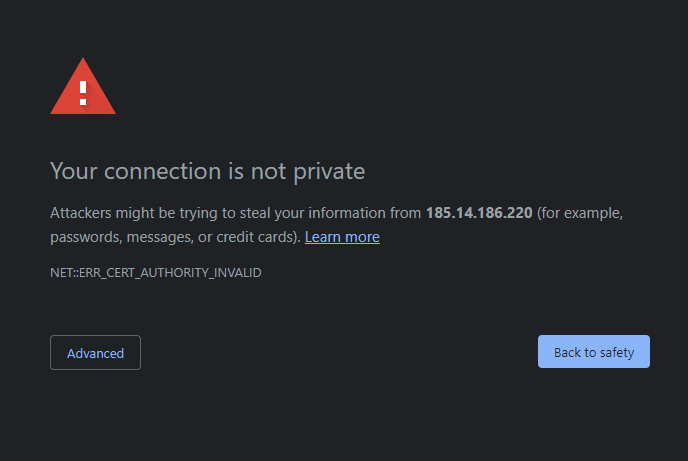 Your connection is not private
Attackers might be trying to steal your information from 185.14.186.220 (for example,
passwords, messages, or credit cards). Learn more
NET::ERR_CERT_AUTHORITY_INVALID
Advanced
Back to safety